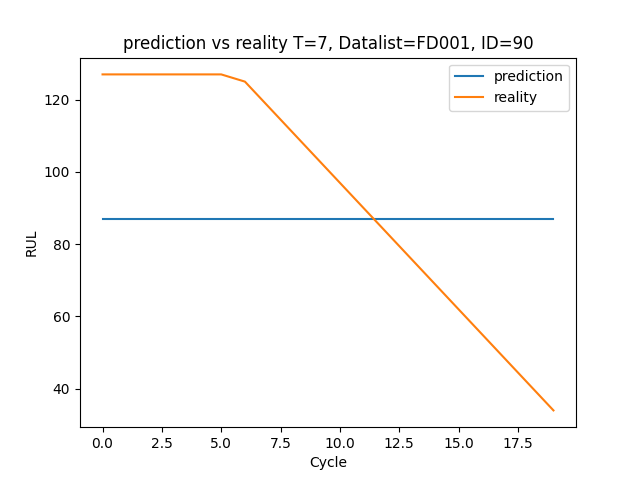 prediction vs reality T=7, Datalist=FD001, ID=90
prediction
reality
120
100
80
60
40
RUL
0.0 2.5 5.0 7.5 10.0 12.5 15.0 17.5
Cycle